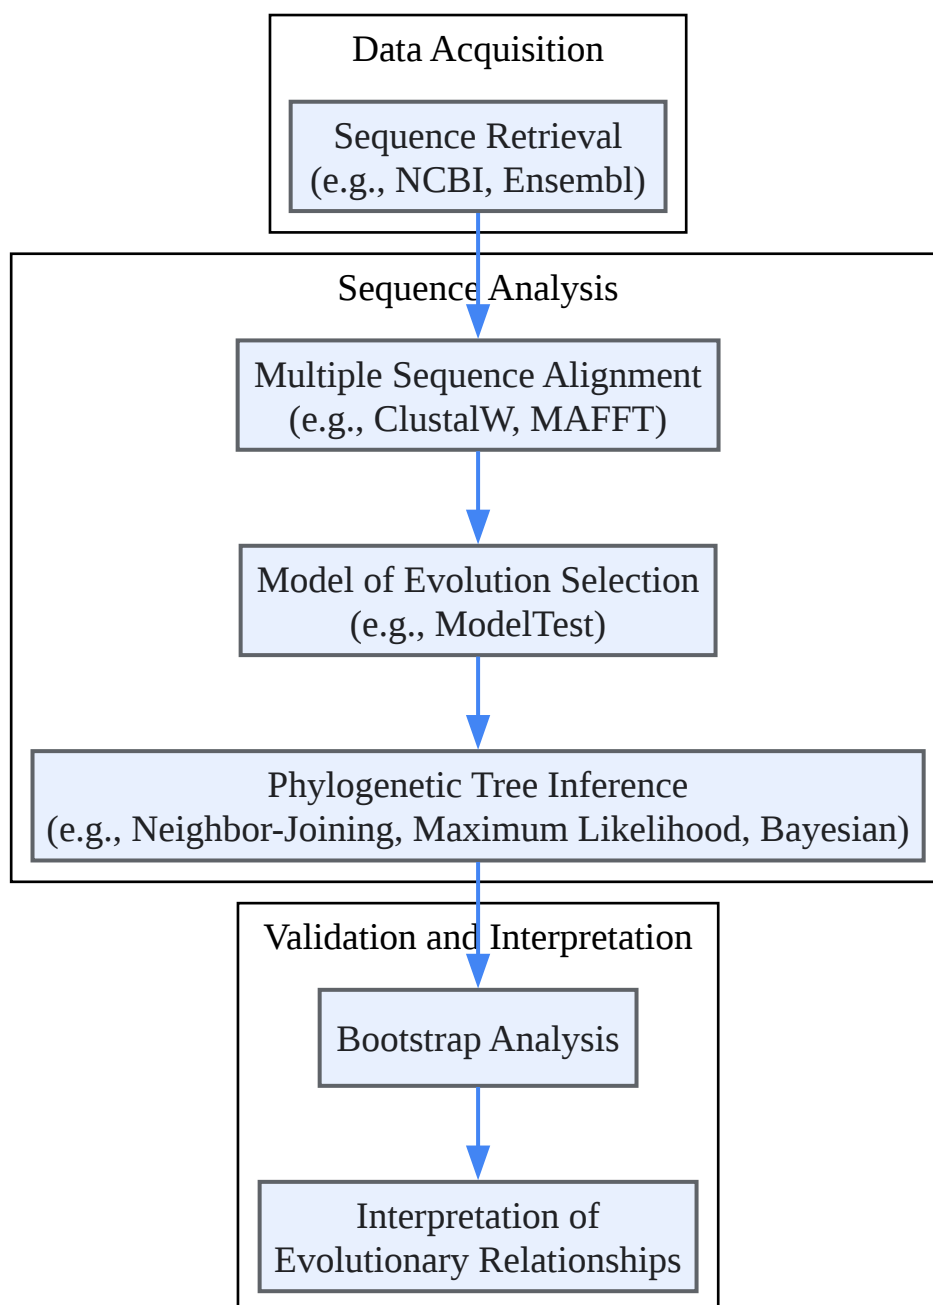 Data Acquisition
Sequence Retrieval
(e.g., NCBI, Ensembl)
Sequence Analysis
Multiple Sequence Alignment
(e.g., ClustalW, MAFFT)
Model of Evolution Selection
(e.g., ModelTest)
Phylogenetic Tree Inference
(e.g., Neighbor-Joining, Maximum Likelihood, Bayesian)
Validation and Interpretation
Bootstrap Analysis
Interpretation of
Evolutionary Relationships